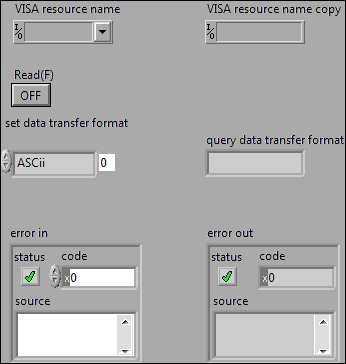 VISA resource name
VISA resource name copy
I/O
I/O
Read(F)
OFF
set data transfer format
query data transfer format
ASCii
0
error in
error out
status
code
status
code
x0
x0
source
source